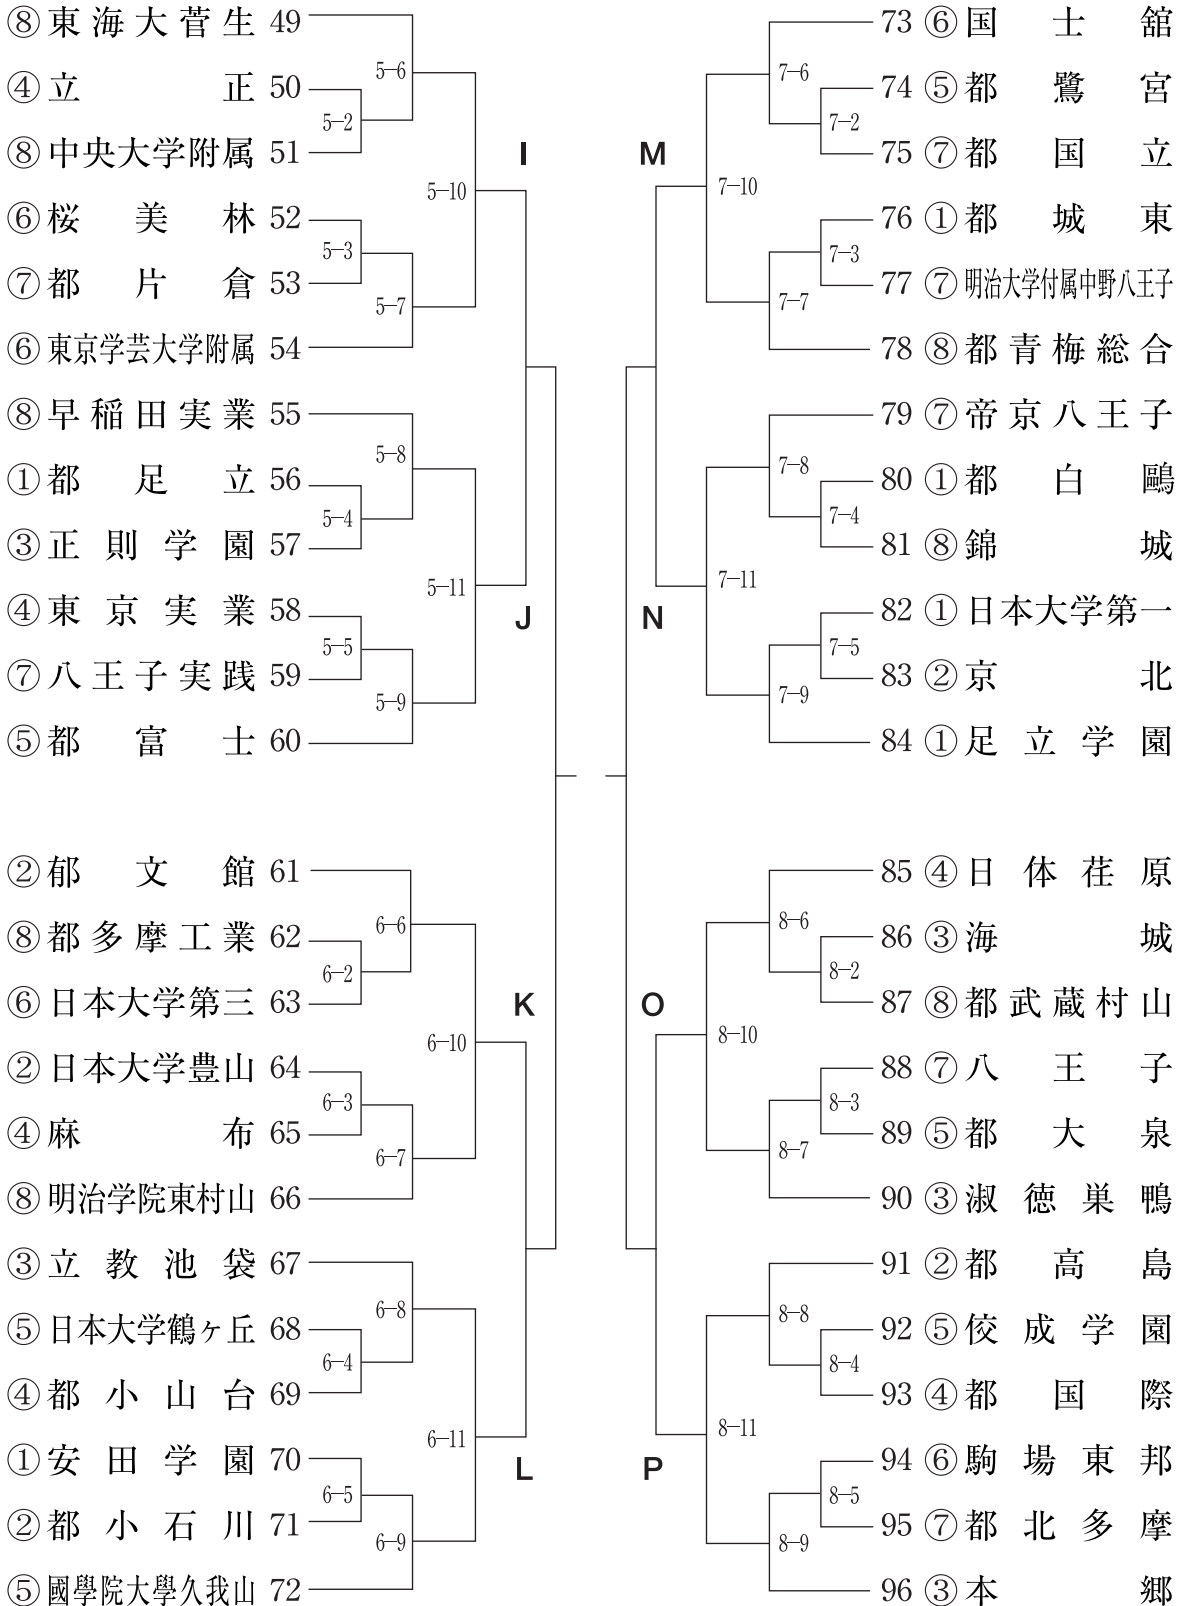 ⑧東海大菅生 49
④立正 50
⑧中央大学附属 51
⑥桜美林 52
⑦都片倉 53
⑥東京学芸大学附属 54
⑧早稲田実業 55
①都足立 56
③正則学園 57
④東京実業 58
⑦八王子実践 59
⑤都富士 60
5−6
5−2
5−3
5−7
5−10
5−8
5−4
5−5
5−9
5−11
I
J
②郁文館 61
⑧都多摩工業 62
⑥日本大学第三 63
②日本大学豊山 64
④麻布 65
⑧明治学院東村山 66
③立教池袋 67
⑤日本大学鶴ヶ丘 68
④都小山台 69
①安田学園 70
②都小石川 71
⑤國學院大學久我山 72
6−6
6−2
6−3
6−7
6−10
6−8
6−4
6−5
6−9
6−11
K
L
73 ⑥国士舘
74 ⑤都鷺宮
75 ⑦都国立
76 ①都城東
77 ⑦明治大学付属中野八王子
78 ⑧都青梅総合
79 ⑦帝京八王子
80 ①都白鷗
81 ⑧錦城
82 ①日本大学第一
83 ②京北
84 ①足立学園
7−6
7−2
7−10
7−3
7−7
7−8
7−4
7−11
7−5
7−9
M
N
85 ④日体荏原
86 ③海城
87 ⑧都武蔵村山
88 ⑦八王子
89 ⑤都大泉
90 ③淑徳巣鴨
91 ②都高島
92 ⑤佼成学園
93 ④都国際
94 ⑥駒場東邦
95 ⑦都北多摩
96 ③本郷
8−6
8−2
8−10
8−3
8−7
8−8
8−4
8−11
8−5
8−9
O
P